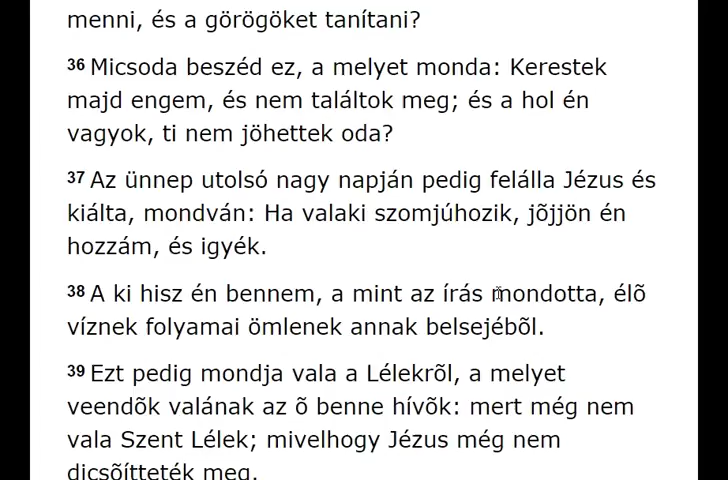 menni, és a görögöket tanítani?
36 Micsoda beszéd ez, a melyet monda: Kerestek
majd engem, és nem találtok meg; és a hol én
vagyok, ti nem jöhettek oda?
37 Az ünnep utolsó nagy napján pedig felálla Jézus és
kiálta, mondván: Ha valaki szomjúhozik, jõjjön én
hozzám, és igyék.
38 A ki hisz én bennem, a mint az írás mondotta, élõ
víznek folyamai ömlenek annak belsejébõl.
39 Ezt pedig mondja vala a Lélekrõl, a melyet
veendõk valának az õ benne hívõk: mert még nem
vala Szent Lélek; mivelhogy Jézus még nem
dicsõítteték meg.